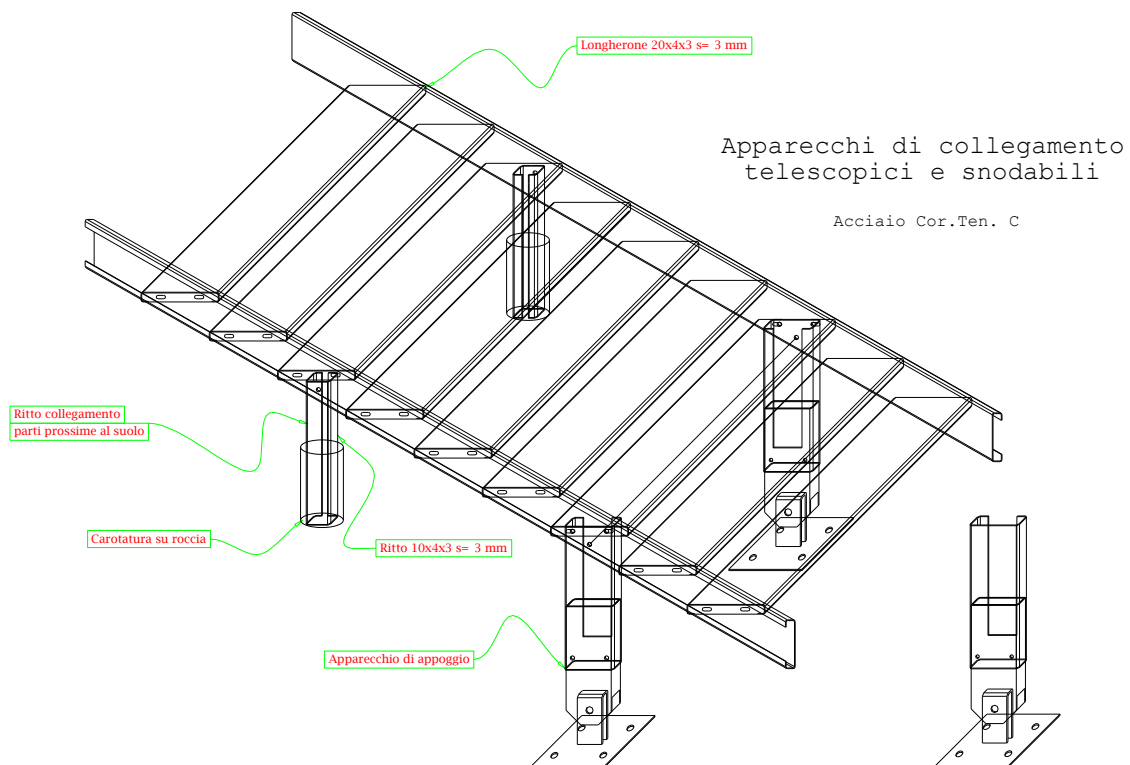 Longherone 20x4x3 s= 3 mm
Apparecchi di collegamento
telescopici e snodabili
Acciaio Cor.Ten. C
Ritto collegamento
parti prossime al suolo
Carotatura su roccia
Ritto 10x4x3 s= 3 mm
Apparecchio di appoggio